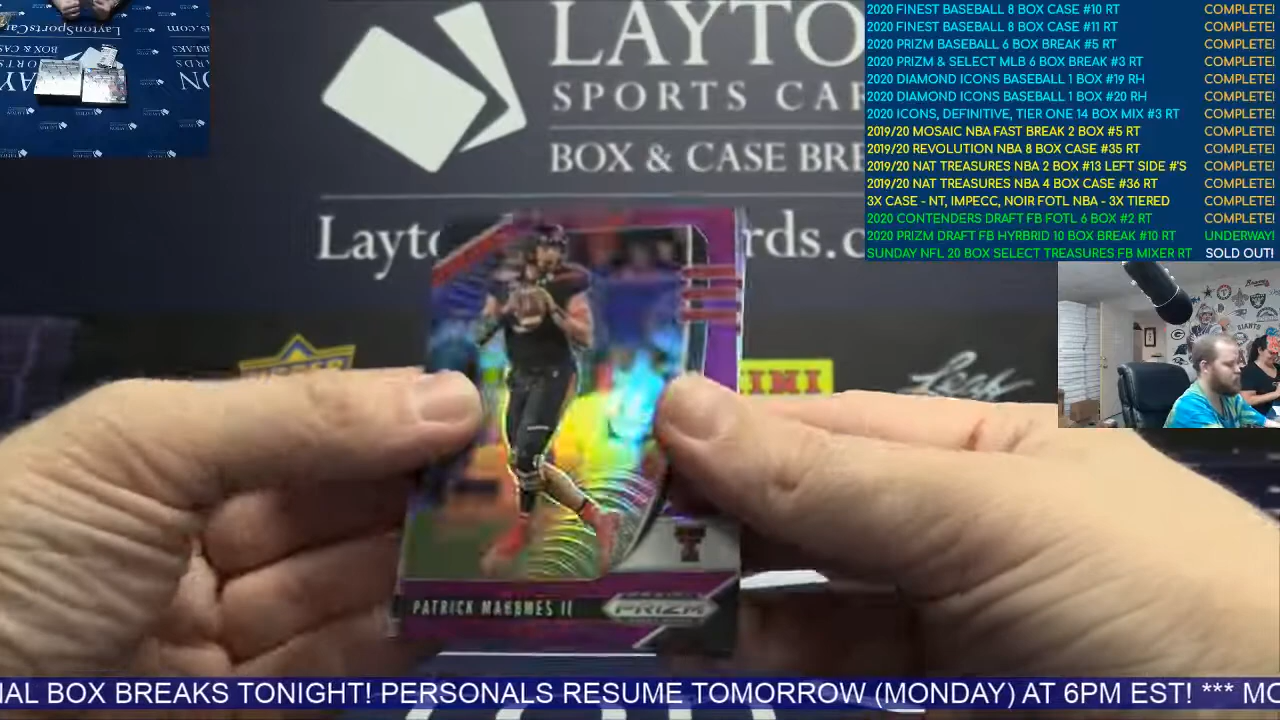 LAYTO
SPORTS CAR
BOX & CASE BRE
Layto rds.c
2020 FINEST BASEBALL 8 BOX CASE #10 RT COMPLETE!
2020 FINEST BASEBALL 8 BOX CASE #11 RT COMPLETE!
2020 PRIZM BASEBALL 6 BOX BREAK #5 RT COMPLETE!
2020 PRIZM & SELECT MLB 6 BOX BREAK #3 RT COMPLETE!
2020 DIAMOND ICONS BASEBALL 1 BOX #19 RH COMPLETE!
2020 DIAMOND ICONS BASEBALL 1 BOX #20 RH COMPLETE!
2020 ICONS, DEFINITIVE, TIER ONE 14 BOX MIX #3 RT COMPLETE!
2019/20 MOSAIC NBA FAST BREAK 2 BOX #5 RT COMPLETE!
2019/20 REVOLUTION NBA 8 BOX CASE #35 RT COMPLETE!
2019/20 NAT TREASURES NBA 2 BOX #13 LEFT SIDE #'S COMPLETE!
2019/20 NAT TREASURES NBA 4 BOX CASE #36 RT COMPLETE!
3X CASE - NT, IMPECC, NOIR FOTL NBA - 3X TIERED COMPLETE!
2020 CONTENDERS DRAFT FB FOTL 6 BOX #2 RT COMPLETE!
2020 PRIZM DRAFT FB HYRBRID 10 BOX BREAK #10 RT UNDERWAY!
SUNDAY NFL 20 BOX SELECT TREASURES FB MIXER RT SOLD OUT!
INI
Leaf
PATRICK MAHOMES II
PRIZM
IAL BOX BREAKS TONIGHT! PERSONALS RESUME TOMORROW (MONDAY) AT 6PM EST! *** MO